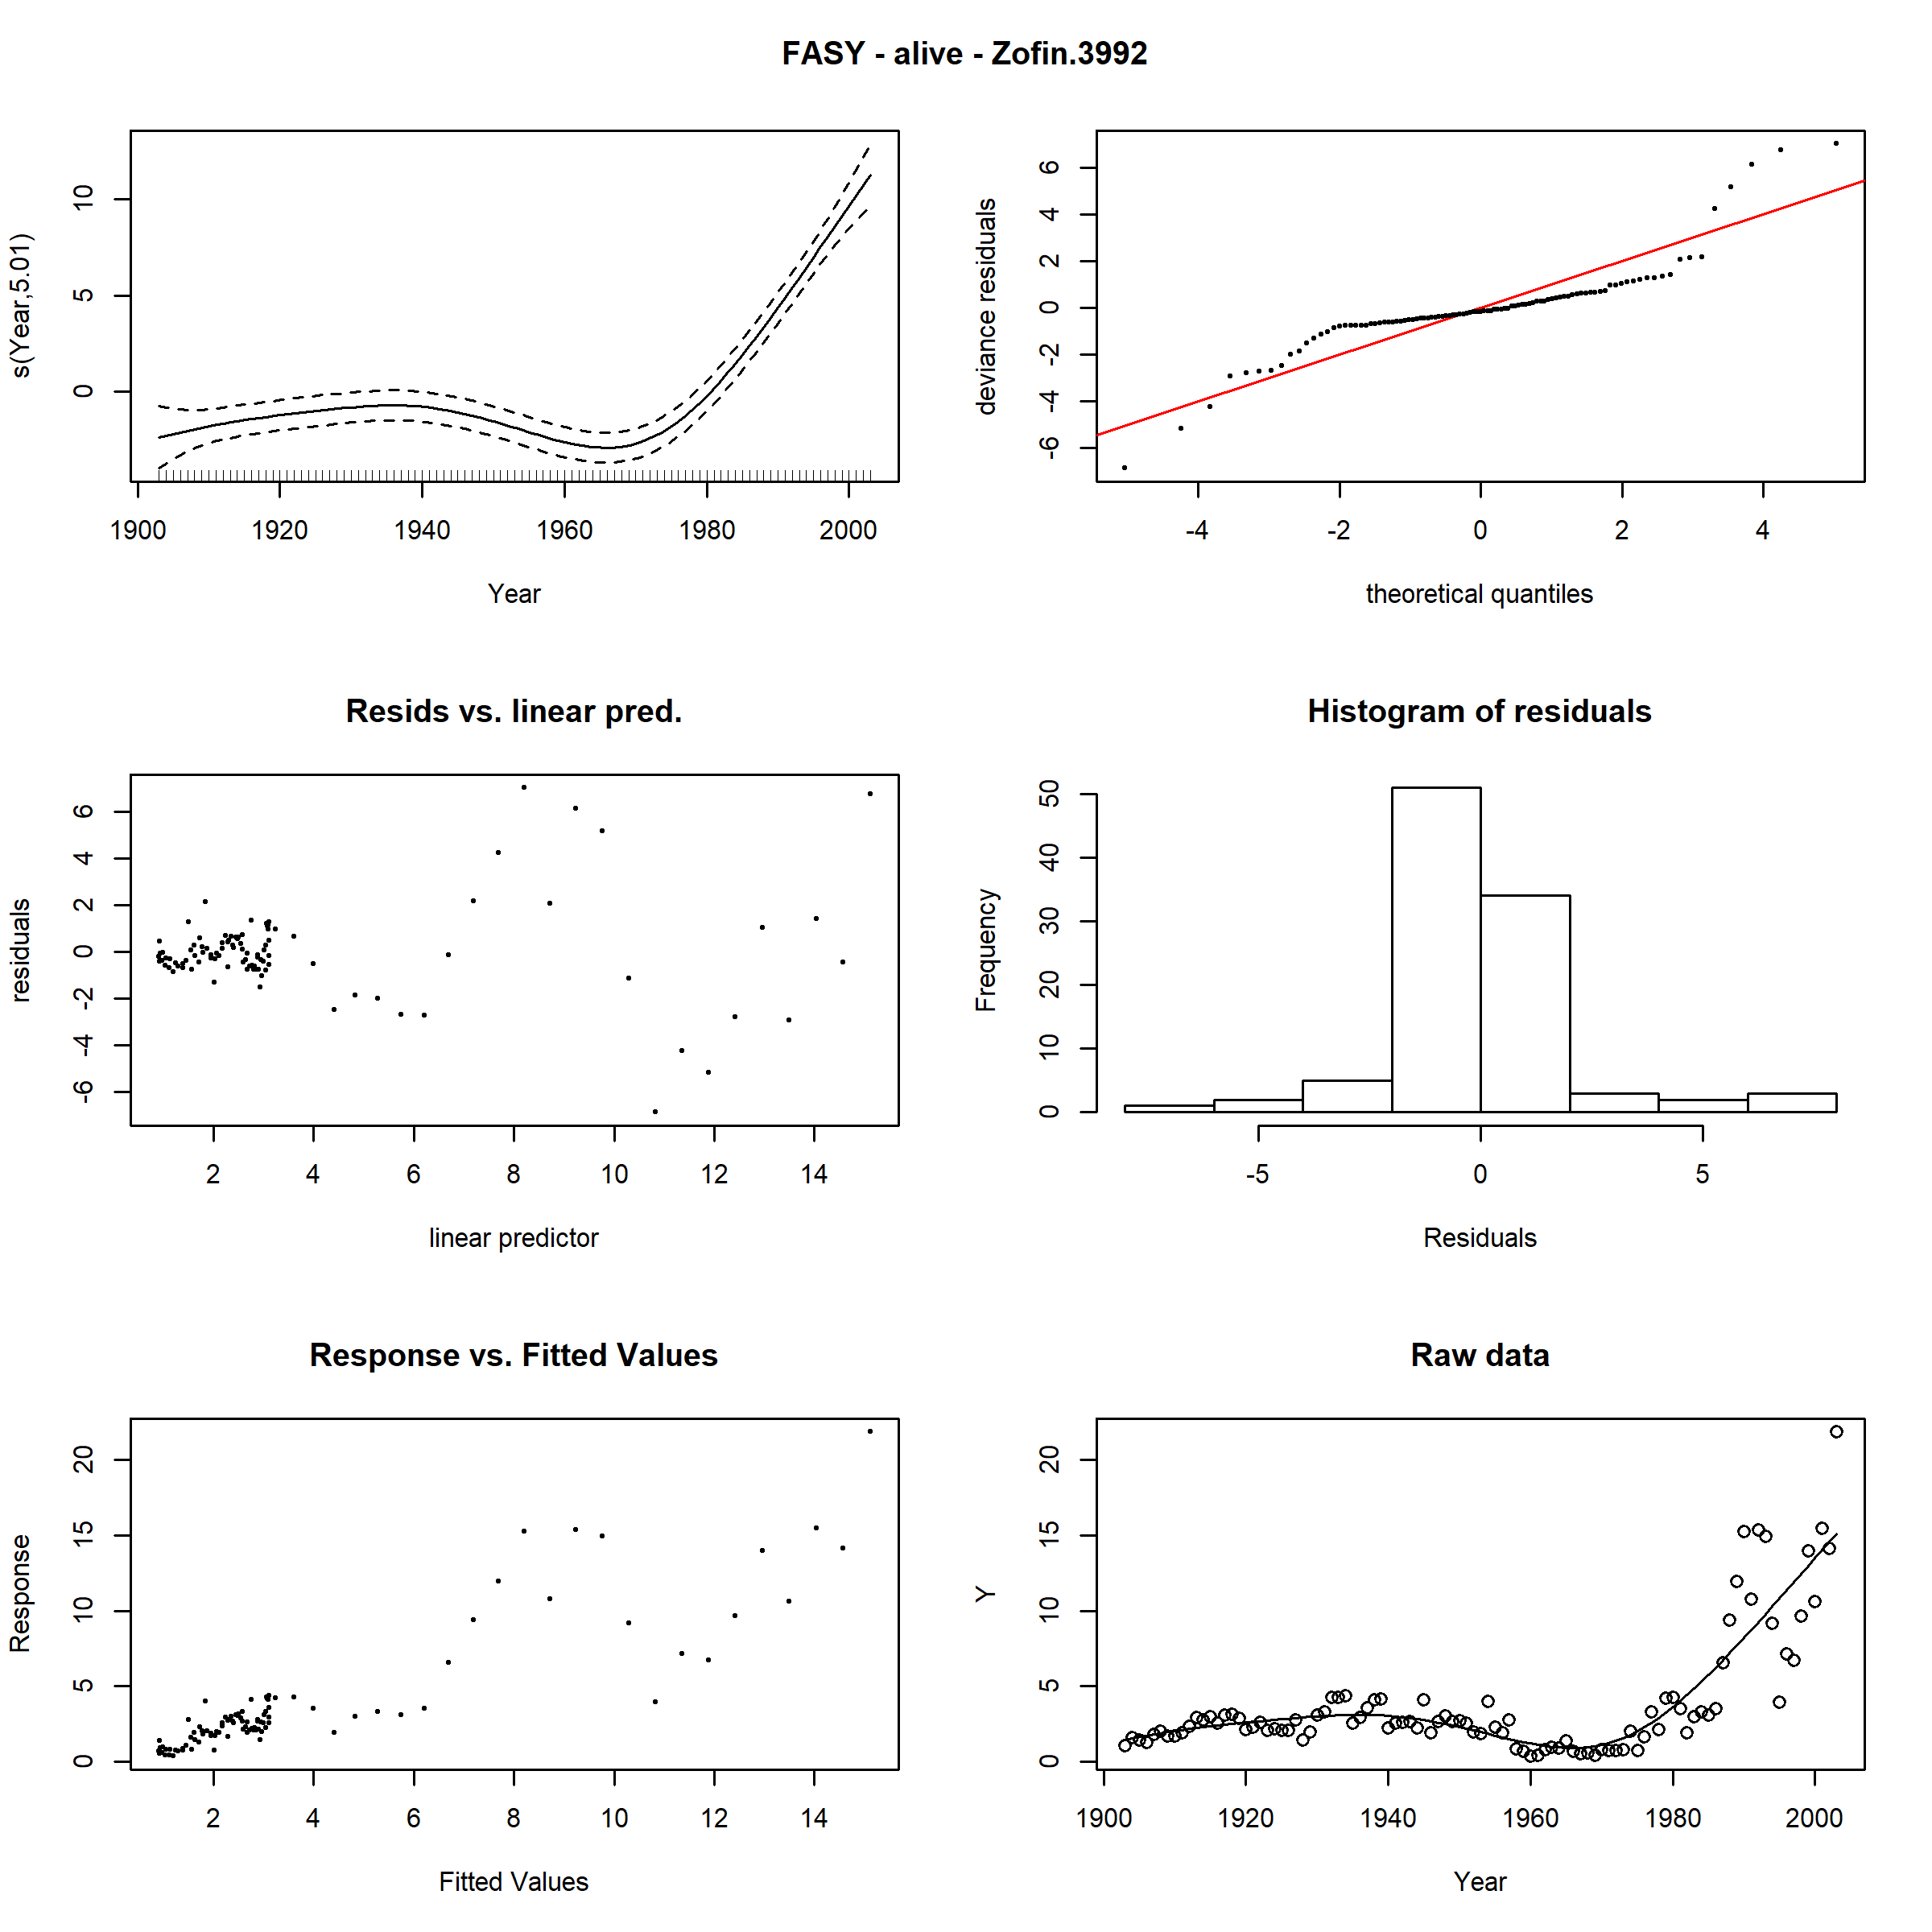 FASY - alive - Zofin.3992
s(Year,5.01)
0 5 10
1900 1920 1940 1960 1980 2000
Year
deviance residuals
-6 -4 -2 0 2 4 6
-4 -2 0 2 4
theoretical quantiles
Resids vs. linear pred.
residuals
-6 -4 -2 0 2 4 6
2 4 6 8 10 12 14
linear predictor
Histogram of residuals
Frequency
0 10 20 30 40 50
-5 0 5
Residuals
Response vs. Fitted Values
Response
0 5 10 15 20
2 4 6 8 10 12 14
Fitted Values
Raw data
Y
0 5 10 15 20
1900 1920 1940 1960 1980 2000
Year